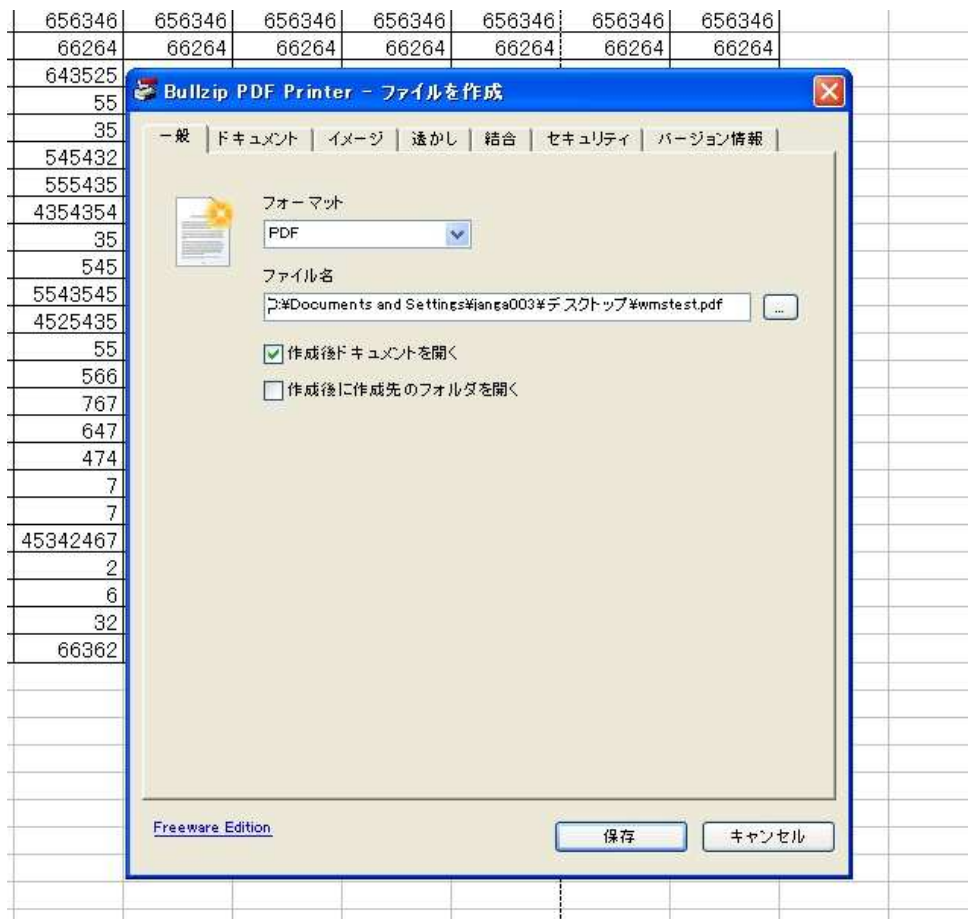 656346 656346 656346 656346 656346 656346 656346
66264 66264 66264 66264 66264 66264 66264
643525
55
35
545432
555435
4354354
35
545
5543545
4525435
55
566
767
647
474
7
7
45342467
2
6
32
66362
Bullzip PDF Printer - ファイルを作成
一般 ドキュメント イメージ 透かし 結合 セキュリティ バージョン情報
フォーマット
PDF
ファイル名
D:¥Documents and Settings¥janga003¥デスクトップ¥wmstest.pdf ...
作成後ドキュメントを開く
作成後に作成先のフォルダを開く
Freeware Edition
保存 キャンセル